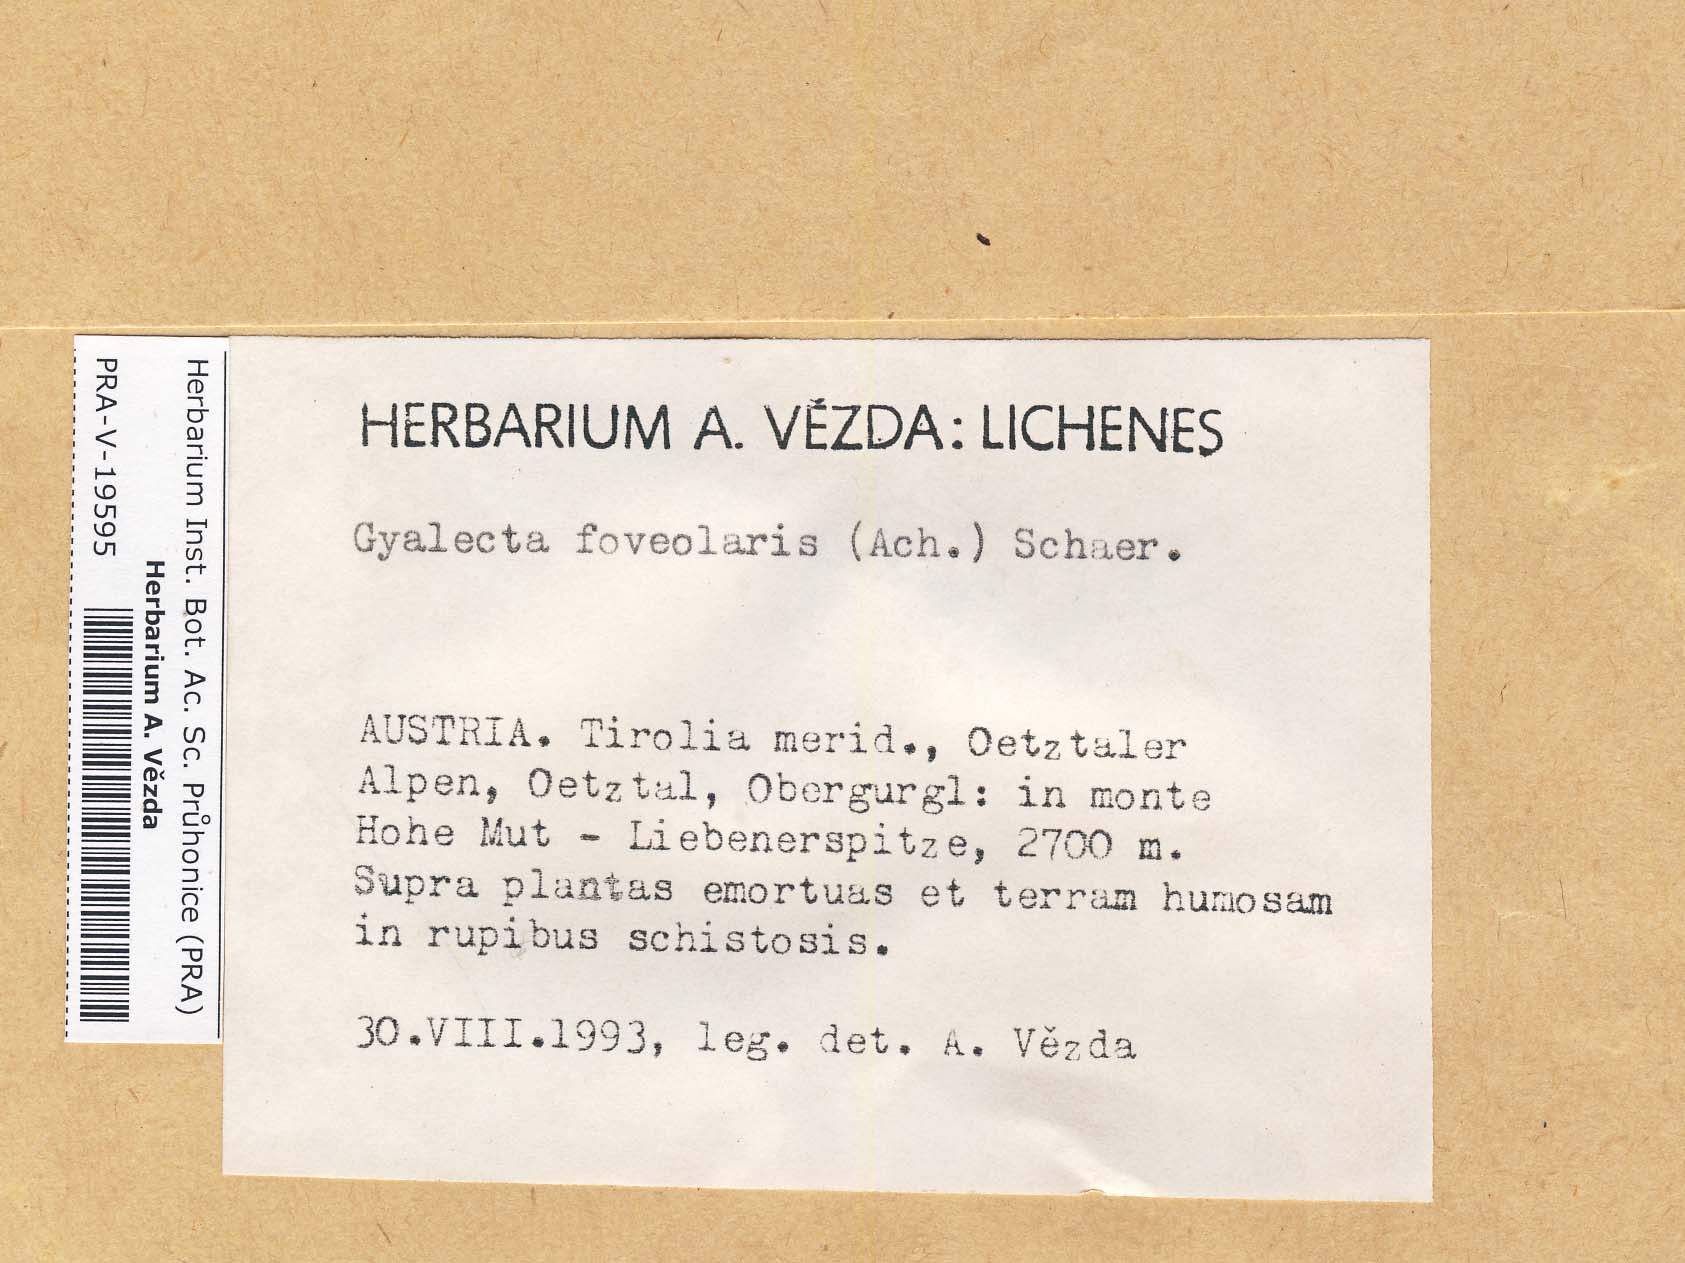 HERBARIUM A. VĚZDA: LICHENES
Gyalecta foveolaris (Ach.) Schaer.
AUSTRIA. Tirolia merid., Oetztaler
Alpen, Oetztal, Obergurgl: in monte
Hohe Mut - Liebenerspitze, 2700 m.
Supra plantas emortuas et terram humosam
in rupibus schistosis.
30.VIII.1993, leg. det. A. Vězda
Herbarium Inst. Bot. Ac. Sc. Průhonice (PRA)
Herbarium A. Vězda
PRA-V-19595